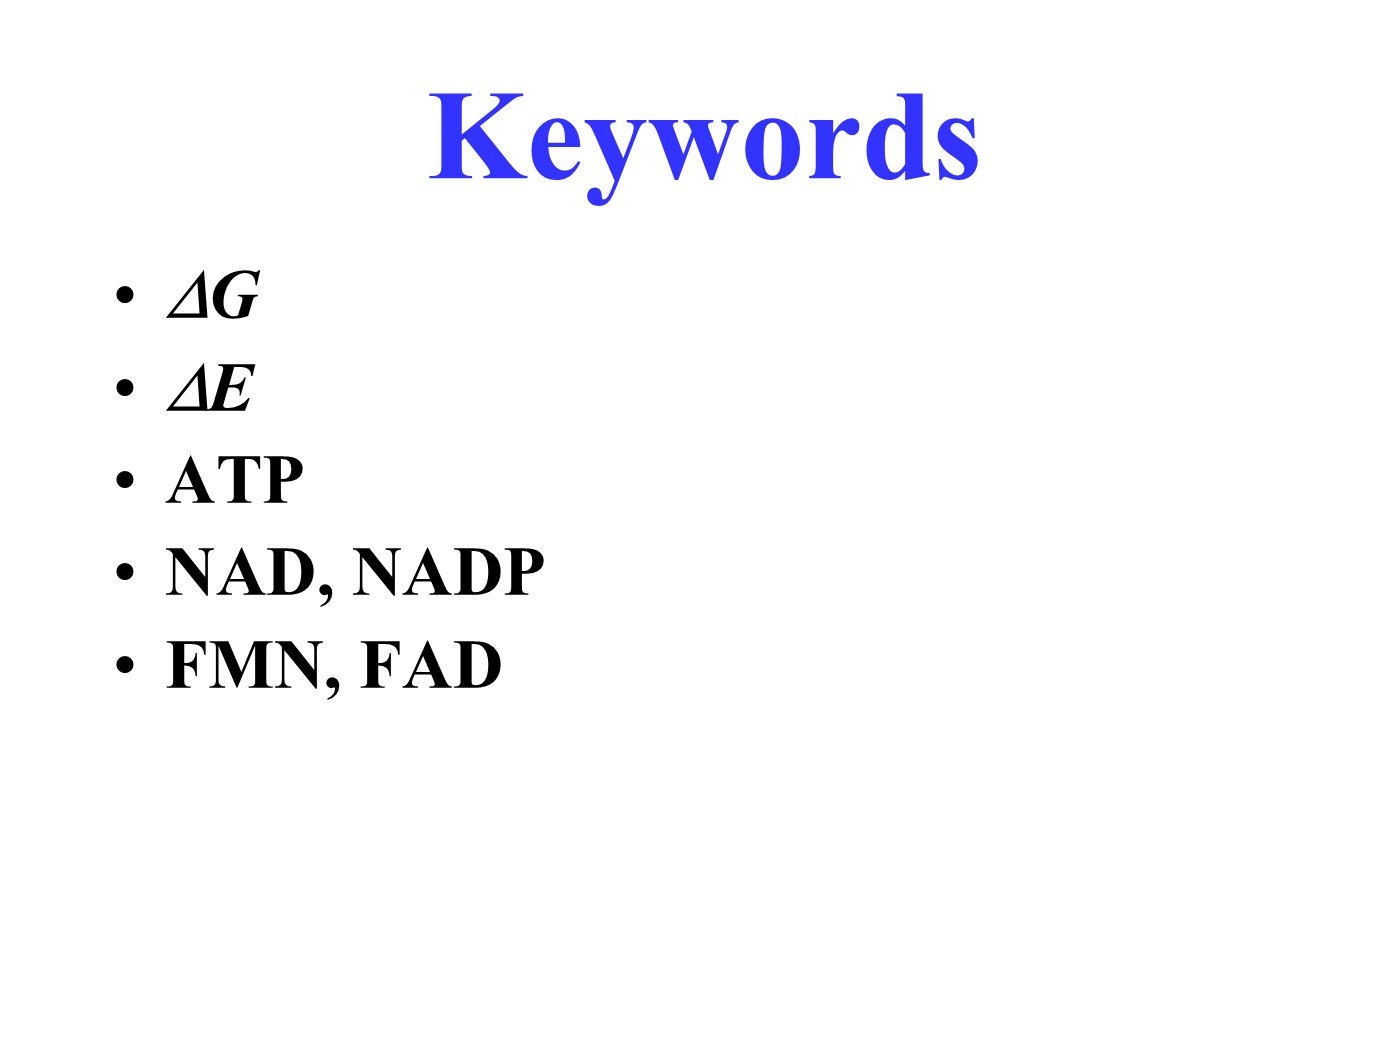 Keywords
• ΔG
• ΔE
• ATP
• NAD, NADP
• FMN, FAD